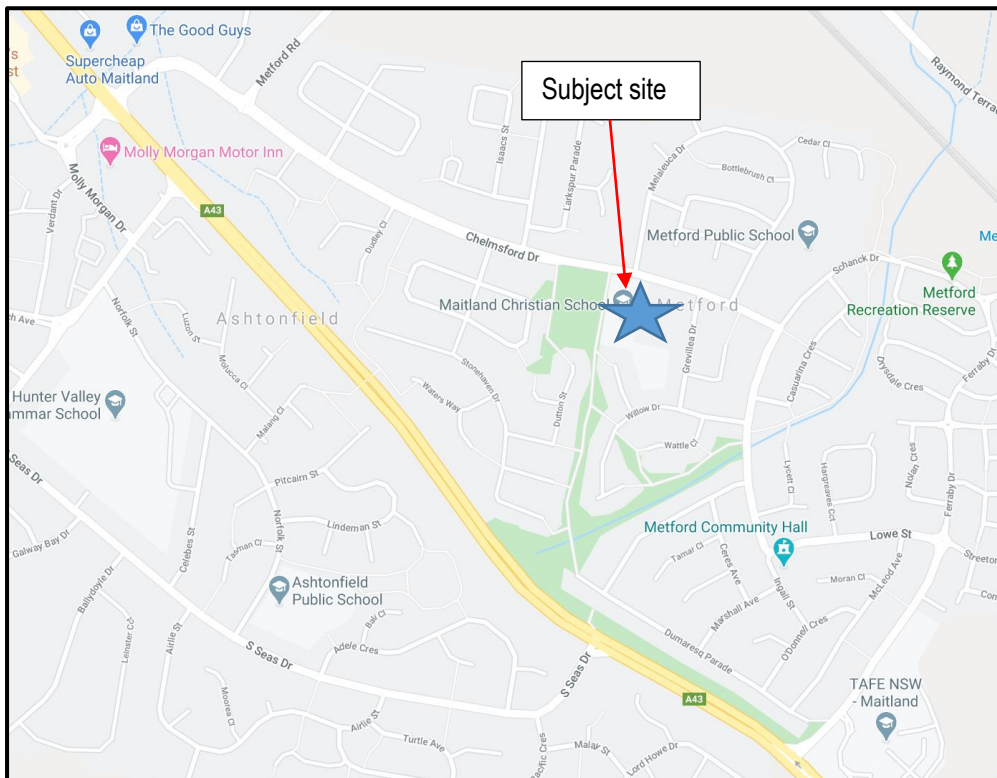 The Good Guys
Supercheap
Auto Maitland
Metford Rd
Subject site
Raymond Terrac
Molly Morgan Motor Inn
Molly Morgan Dr
Verdant Dr
A43
Isaacs St
Larkspur Parade
Melaleuca Dr
Cedar Cl
Bottlebrush Cl
Dudley Cl
Chelmsford Dr
Metford Public School
Schanck Dr
Me
Metford
Recreation Reserve
Maitland Christian School
Metford
Ashtonfield
Norfolk St
Luzon St
Molucca Cl
Malang Cl
Hunter Valley
ammar School
Stonehaven Dr
Waters Way
Dutton St
Grevillea Dr
Casuarina Cres
Drysdale Cres
Ferraby Dr
Willow Dr
Wattle Cl
Lycett Cl
Hargreaves Cct
Nolan Cres
Ferraby Dr
S Seas Dr
Pitcairn St
Norfolk St
Lindeman St
Tasman Cl
Celebes St
Galway Bay Dr
Ballydoyle Dr
Metford Community Hall
Lowe St
Streeton
Tamar Cl
Ceres Ave
Marshall Ave
Ingall St
Moran Cl
McLeod Ave
Con
O'Donnell Cres
Ashtonfield
Public School
Bali Cl
Adele Cres
Leinster Cl
Airlie St
S Seas Dr
S Seas Dr
Dumaresq Parade
A43
TAFE NSW
- Maitland
Moorea Cl
Airlie St
Turtle Ave
Pacific Cres
Malak St
Lord Howe Dr